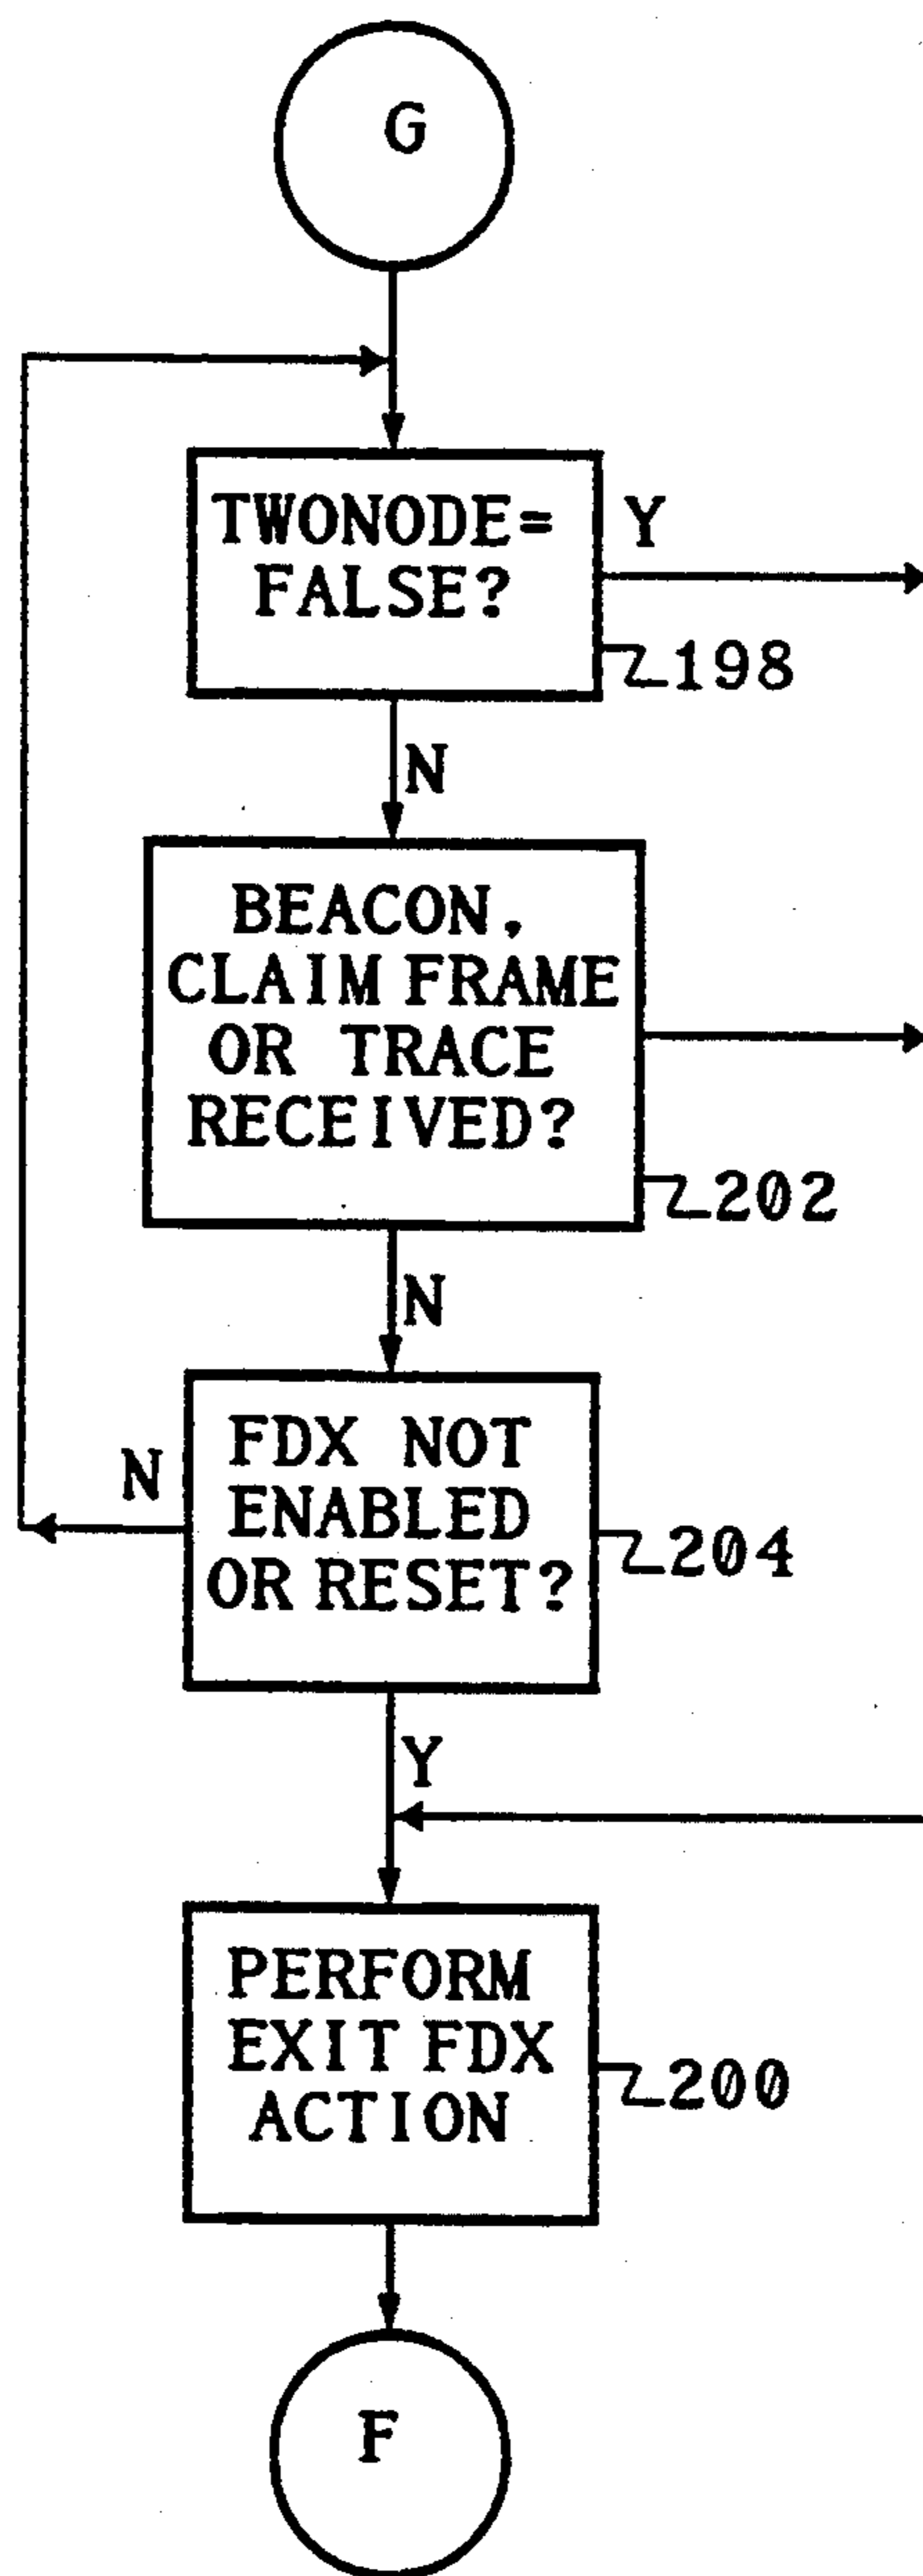 G
TWONODE=
FALSE?
Y
198
N
BEACON,
CLAIM FRAME
OR TRACE
RECEIVED?
202
N
FDX NOT
ENABLED
OR RESET?
N
204
Y
PERFORM
EXIT FDX
ACTION
200
F